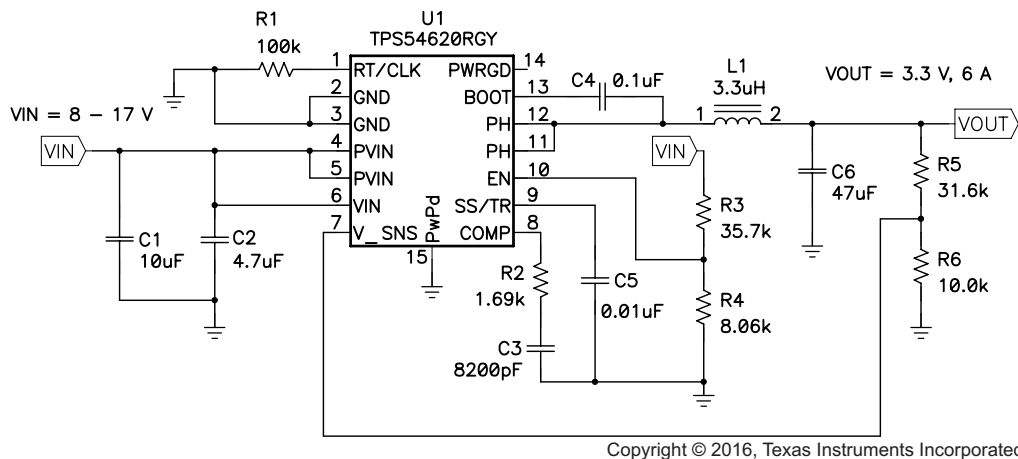 U1
TPS54620RGY
R1
100k
1 RT/CLK
2 GND
3 GND
4 PVIN
5 PVIN
6 VIN
7 V_SNS
PWRGD 14
BOOT 13
PH 12
PH 11
EN 10
SS/TR 9
COMP 8
PwPd
15
VIN = 8 – 17 V
VIN
C1
10uF
C2
4.7uF
C4
0.1uF
L1
3.3uH
1
2
VOUT = 3.3 V, 6 A
VOUT
VIN
C6
47uF
R5
31.6k
R3
35.7k
R6
10.0k
R2
1.69k
C5
0.01uF
R4
8.06k
C3
8200pF
Copyright © 2016, Texas Instruments Incorporated